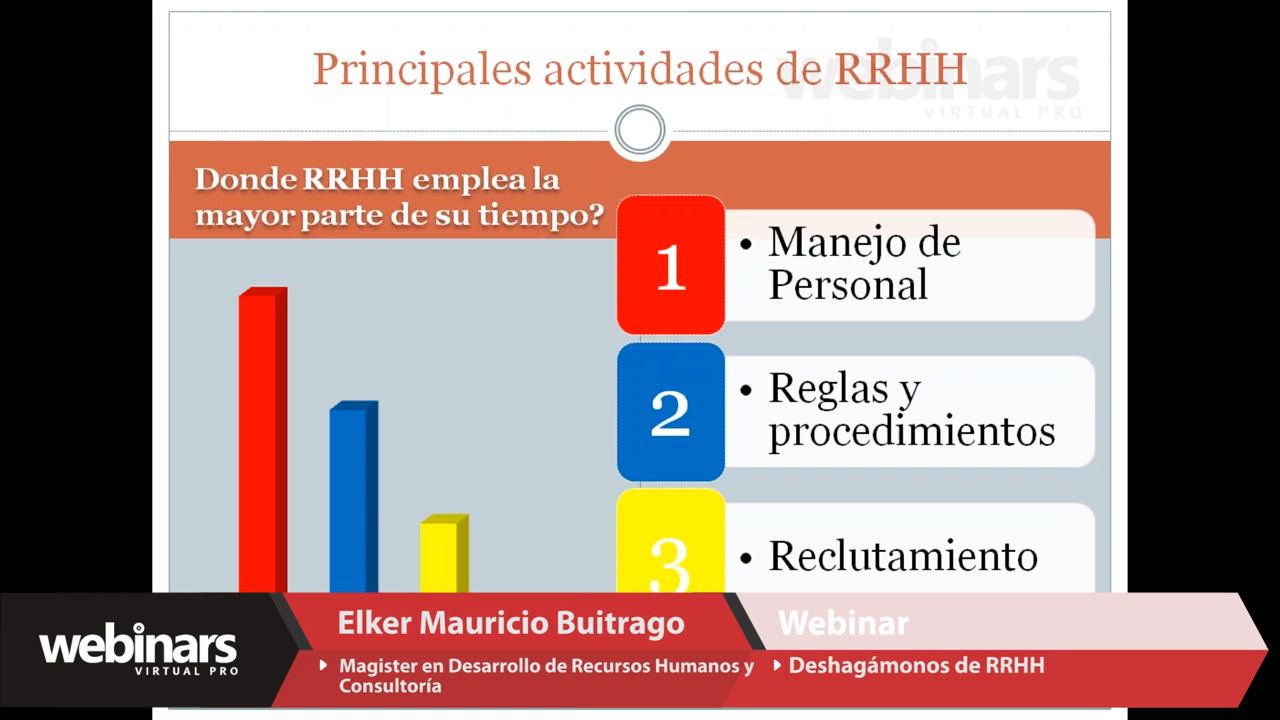 Principales actividades de RRHH
webinars
VIRTUAL PRO
Donde RRHH emplea la
mayor parte de su tiempo?
1
• Manejo de
Personal
2
• Reglas y
procedimientos
3
• Reclutamiento
webinars
VIRTUAL PRO
Elker Mauricio Buitrago
Magister en Desarrollo de Recursos Humanos y
Consultoría
Webinar
Deshagámonos de RRHH